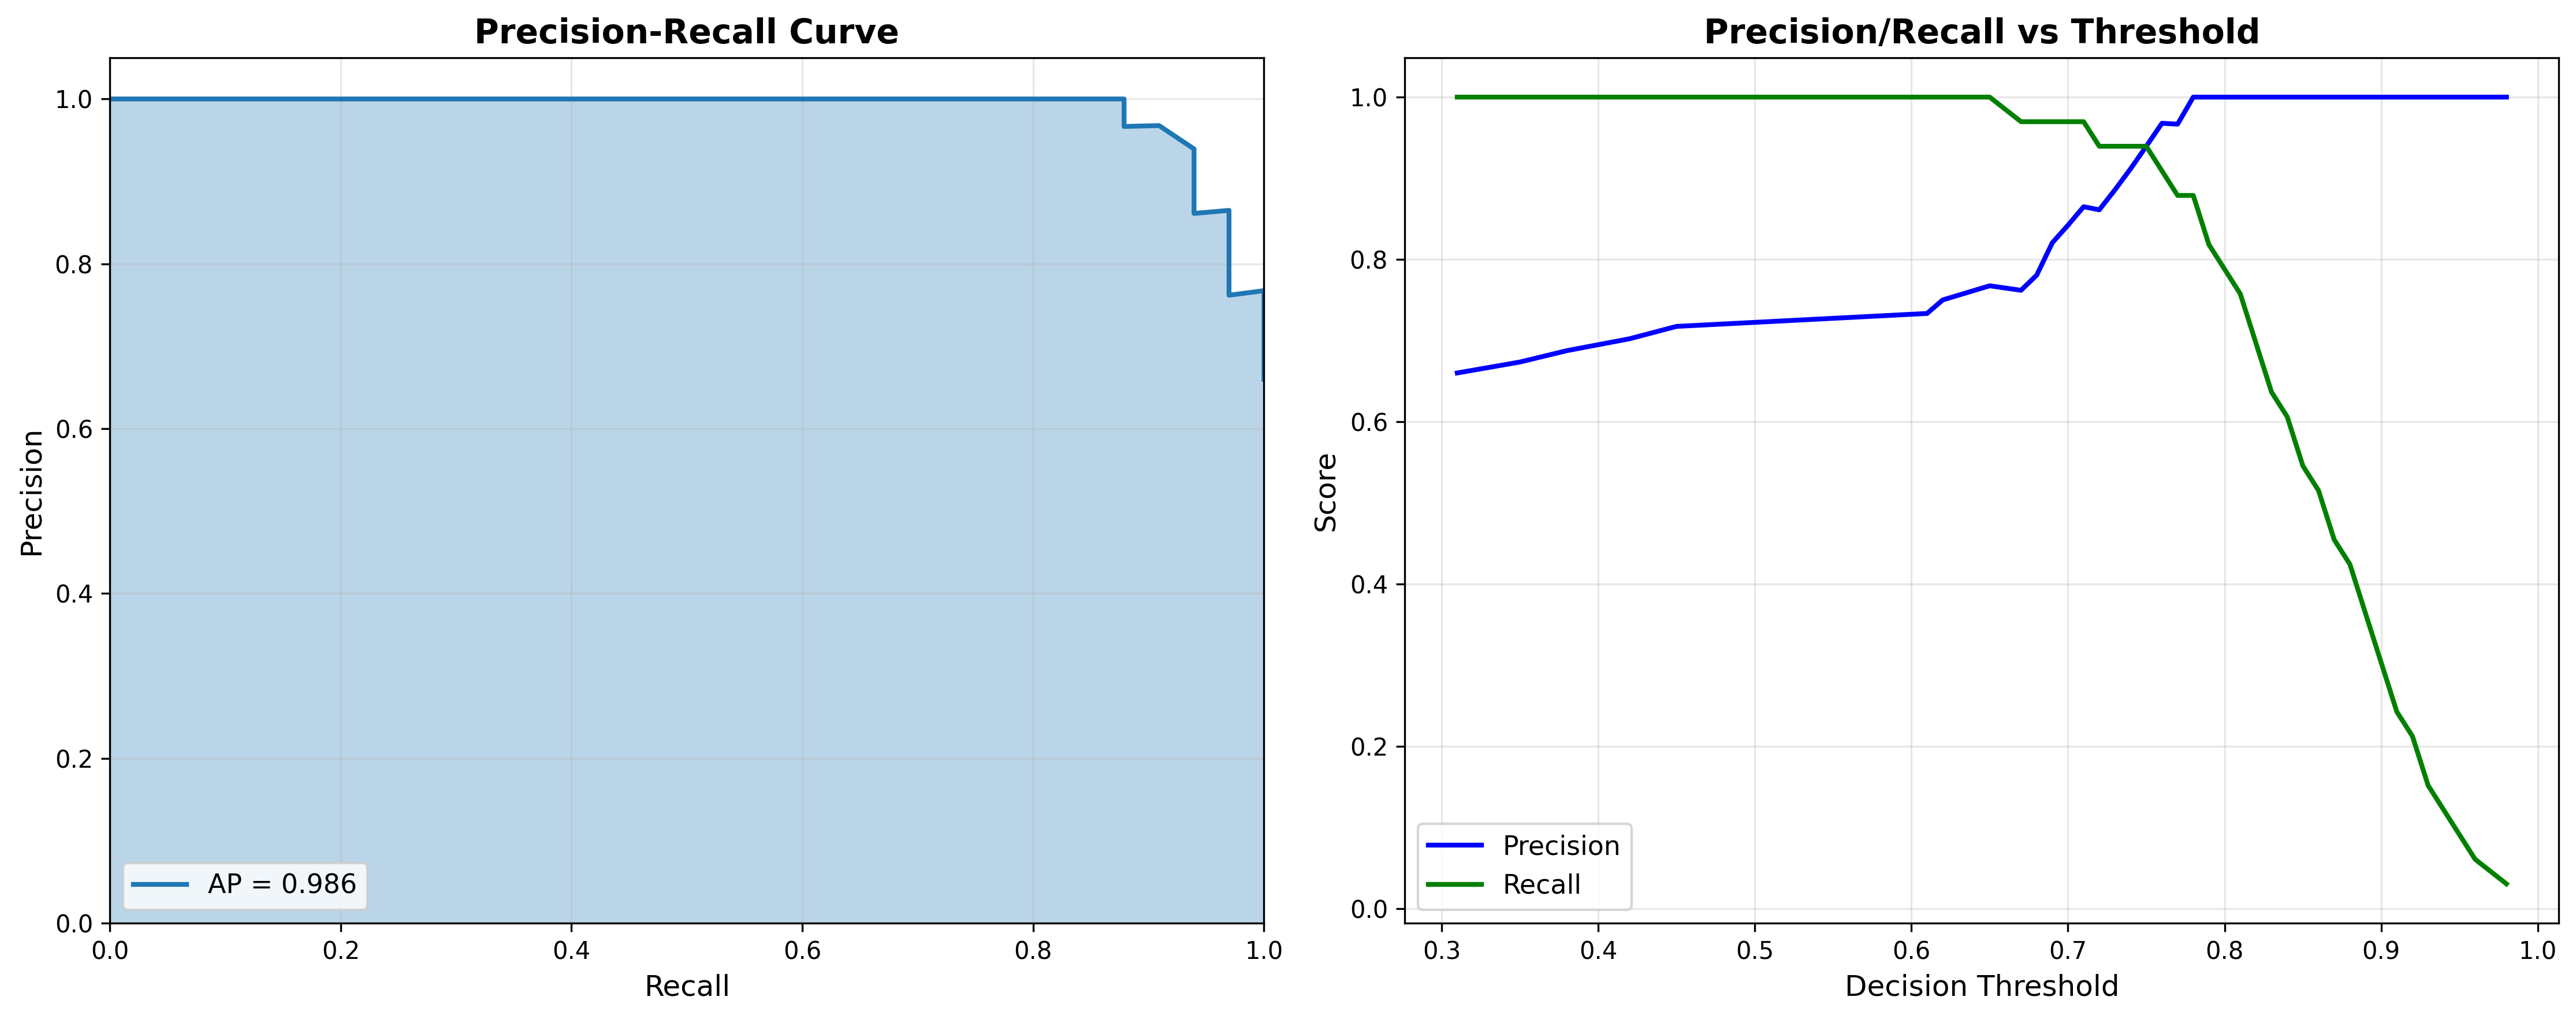 Precision-Recall Curve
Precision
1.0
0.8
0.6
0.4
0.2
0.0
AP = 0.986
0.0 0.2 0.4 0.6 0.8 1.0
Recall
Precision/Recall vs Threshold
Score
1.0
0.8
0.6
0.4
0.2
0.0
Precision
Recall
0.3 0.4 0.5 0.6 0.7 0.8 0.9 1.0
Decision Threshold